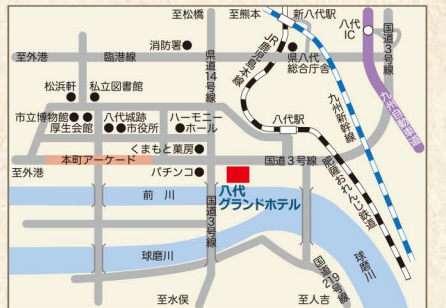 至松橋
至熊本
新八代駅
八代
IC
国道3号線
消防署
県道14号線
JR鹿児島本線
県八代
総合庁舎
至外港
臨港線
松浜軒
私立図書館
九州新幹線
九州自動車道
市立博物館
八代城跡
ハーモニー
ホール
厚生会館
市役所
八代駅
くまもと菓房
本町アーケード
国道3号線
至外港
パチンコ
肥薩おれんじ鉄道
前川
国道3号線
八代
グランドホテル
球磨川
国道219号線
球磨川
至水俣
至人吉